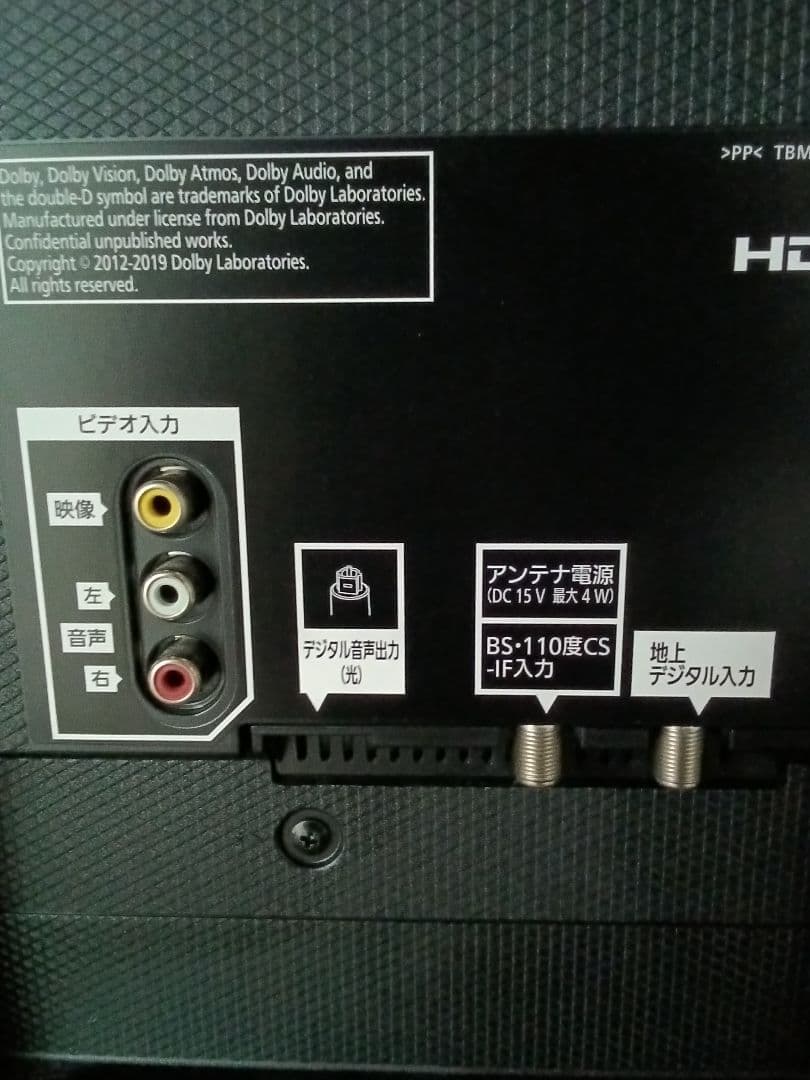 >PP< TBM
Dolby, Dolby Vision, Dolby Atmos, Dolby Audio, and
the double-D symbol are trademarks of Dolby Laboratories.
Manufactured under license from Dolby Laboratories.
Confidential unpublished works.
Copyright © 2012-2019 Dolby Laboratories.
All rights reserved.
HD
ビデオ入力
映像
左
音声
右
デジタル音声出力
(光)
アンテナ電源
(DC 15 V 最大 4 W)
BS・110度CS
-IF入力
地上
デジタル入力